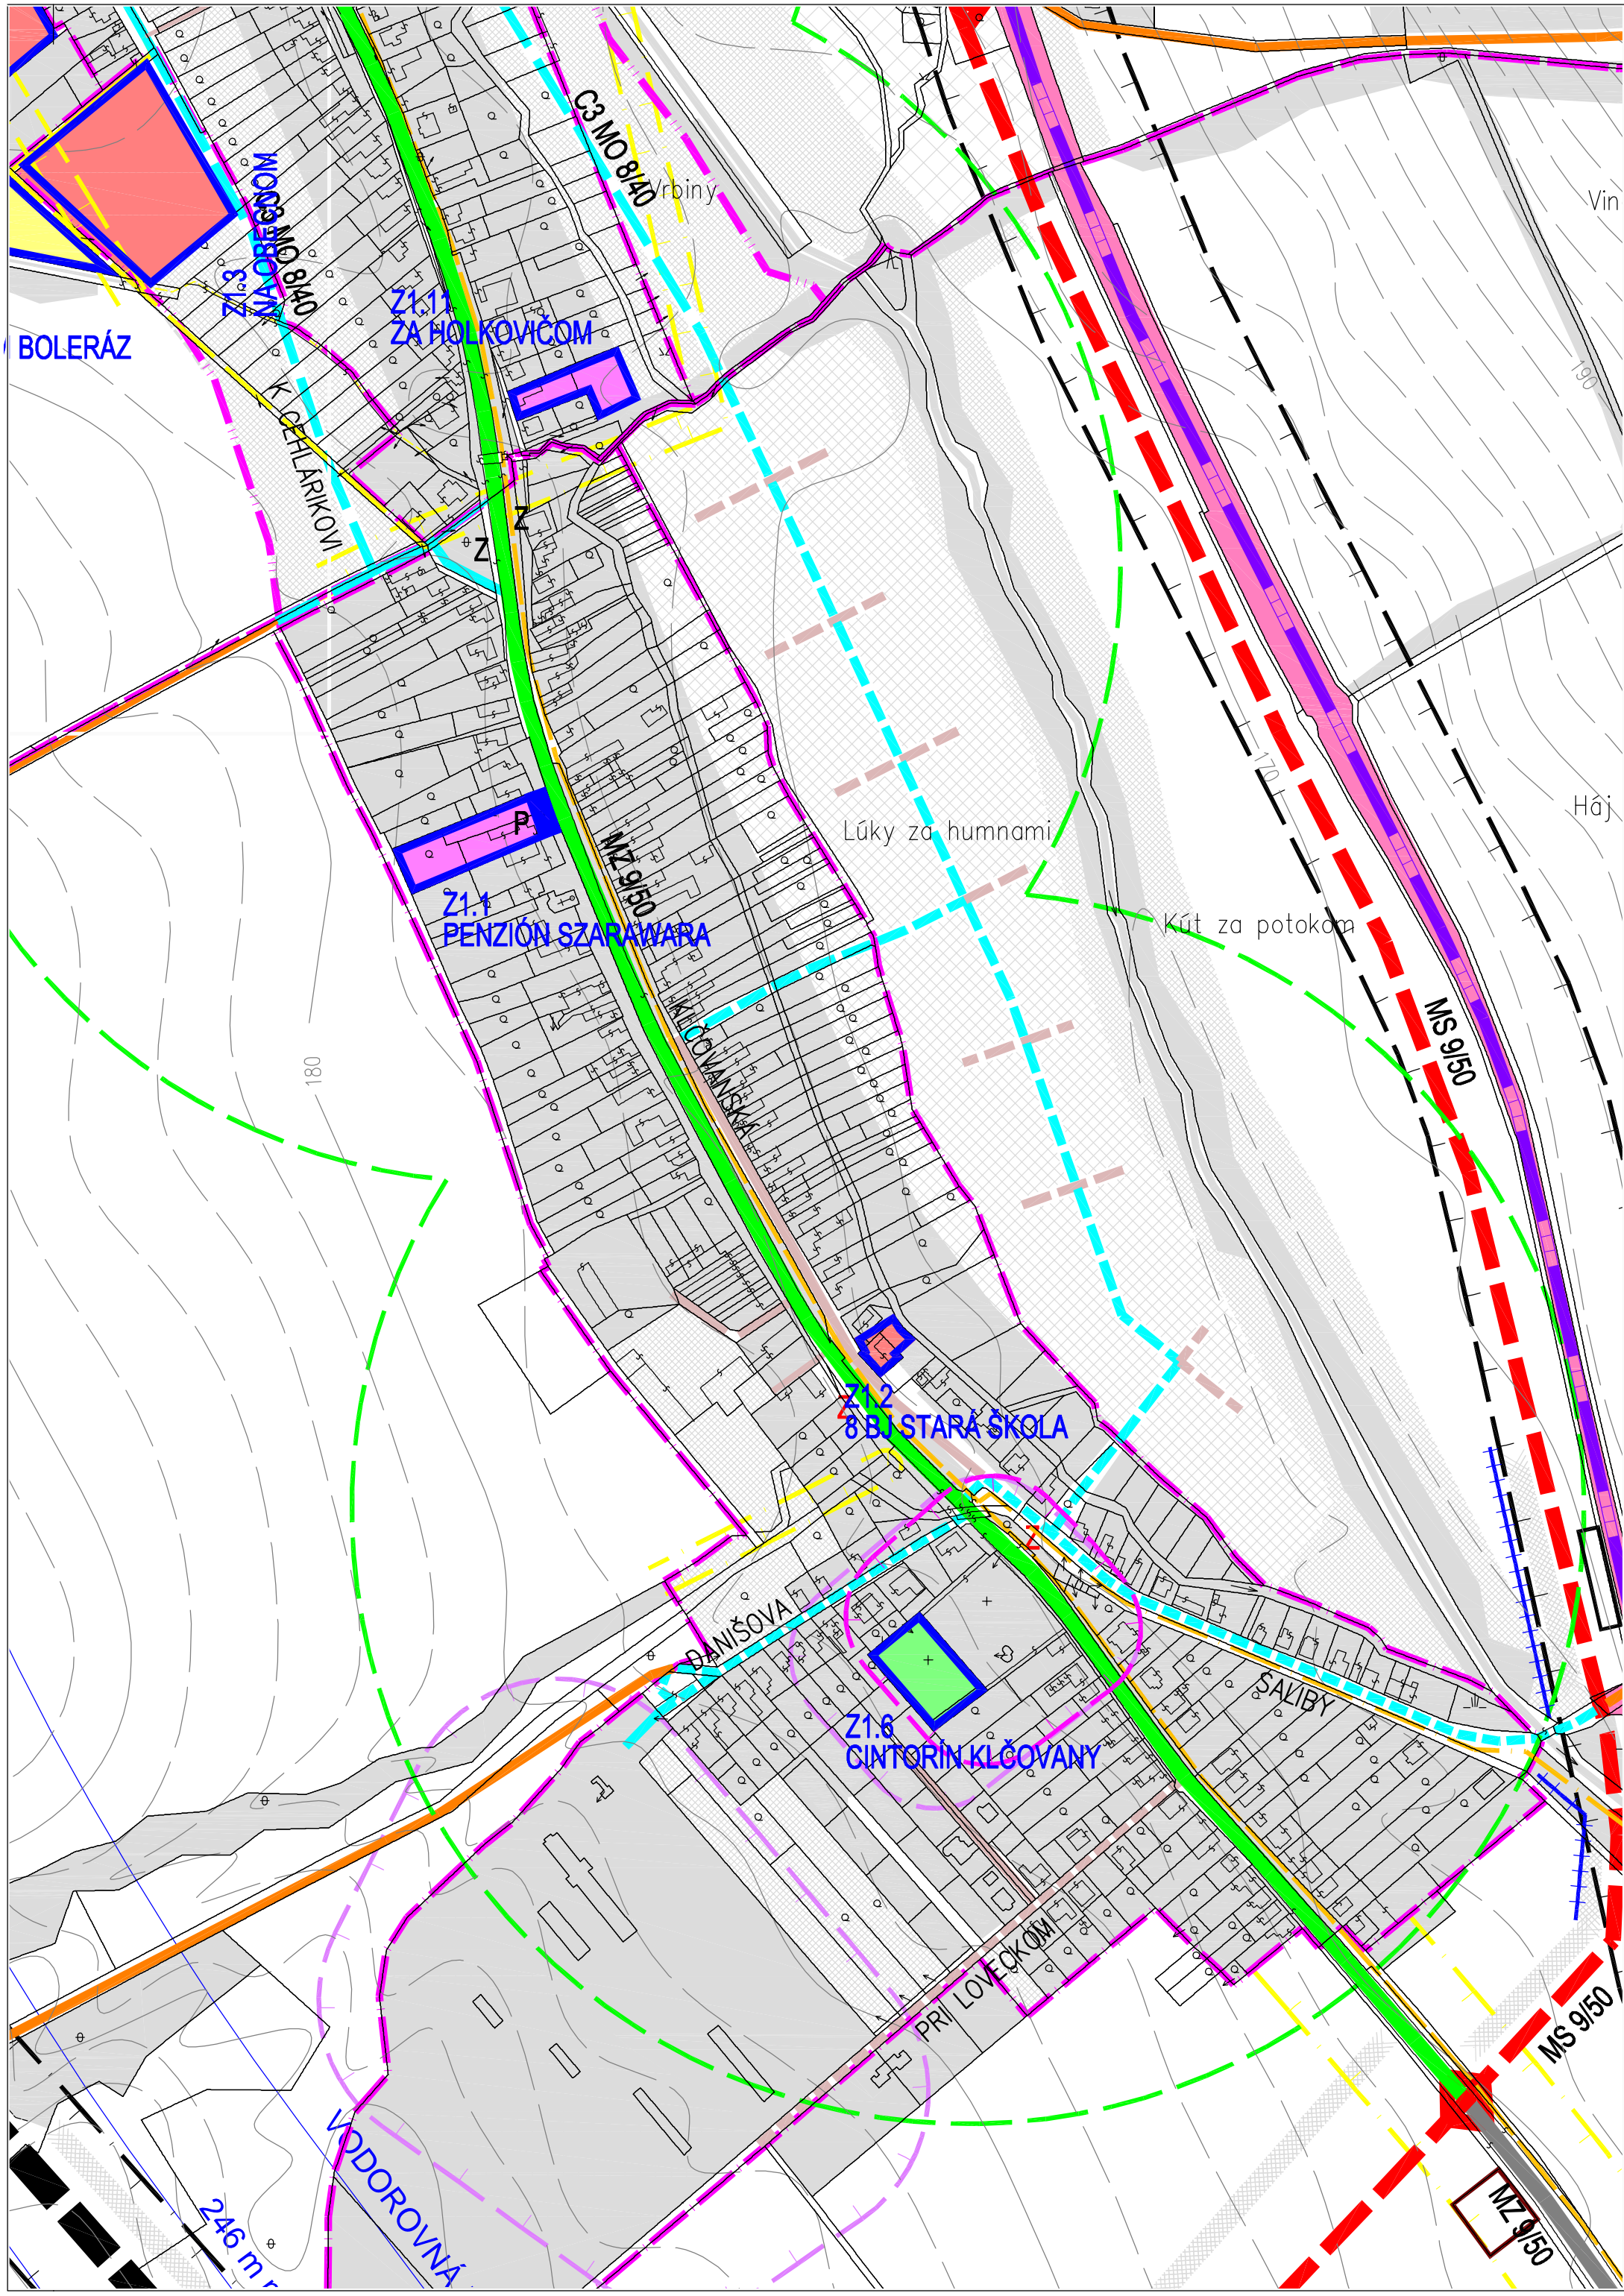 C3 MO 8/40
Vrbiny
Vin
Z1.3
NAD OBECNOM
C3 MO 8/40
Z1.11
ZA HOLKOVIČOM
BOLERÁZ
190
K CEHLÁRIKOVI
Z
Z
170
Háj
P
Lúky za humnami
MZ 9/50
Z1.1
PENZIÓN SZARAWARA
Kút za potokom
KLČOVANSKÁ
MS 9/50
180
Z1.2
8 BJ STARÁ ŠKOLA
Z
Z
DANIŠOVA
ŠALIBY
Z1.6
CINTORÍN KLČOVANY
PRI LOVECKOM
MS 9/50
VODOROVNÁ
246 m
MZ 9/50